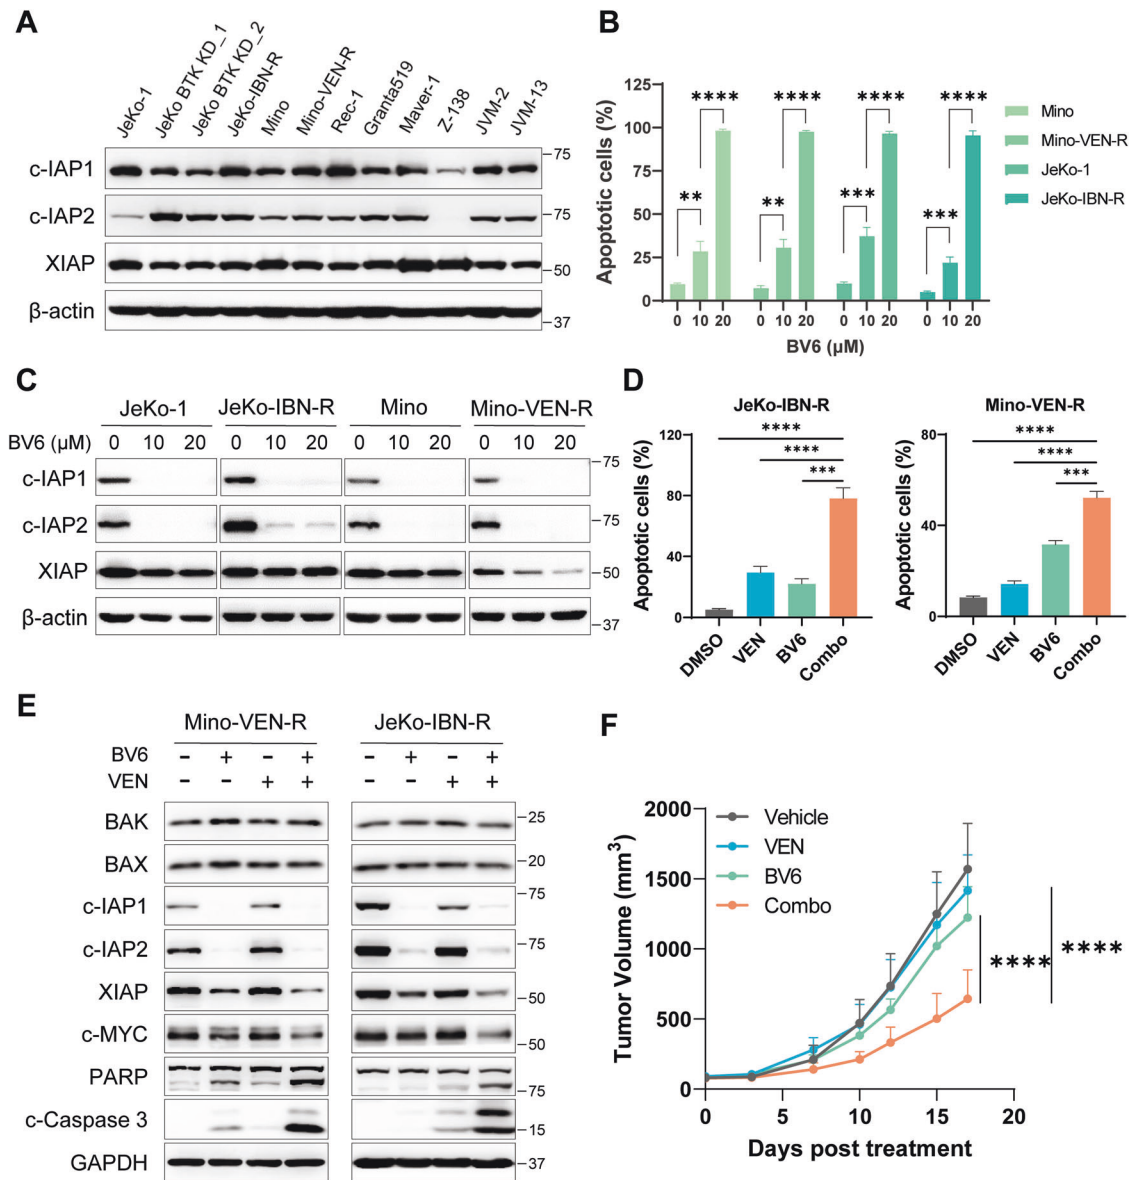 A
JeKo-1
JeKo BTK KD_1
JeKo BTK KD_2
JeKo-IBN-R
Mino
Mino-VEN-R
Rec-1
Granta519
Maver-1
Z-138
JVM-2
JVM-13
c-IAP1
75
c-IAP2
75
XIAP
50
β-actin
37
B
Apoptotic cells (%)
125
100
75
50
25
0
** **** ** **** *** **** *** ****
0 10 20 0 10 20 0 10 20 0 10 20
BV6 (µM)
Mino
Mino-VEN-R
JeKo-1
JeKo-IBN-R
C
JeKo-1 JeKo-IBN-R Mino Mino-VEN-R
BV6 (µM) 0 10 20 0 10 20 0 10 20 0 10 20
c-IAP1
75
c-IAP2
75
XIAP
50
β-actin
37
D
JeKo-IBN-R
Apoptotic cells (%)
120
80
40
0
****
****
***
DMSO VEN BV6 Combo
Mino-VEN-R
Apoptotic cells (%)
80
40
0
****
****
***
DMSO VEN BV6 Combo
E
Mino-VEN-R JeKo-IBN-R
BV6 - + - + - + - +
VEN - - + + - - + +
BAK
25
BAX
20
c-IAP1
75
c-IAP2
75
XIAP
50
c-MYC
50
PARP
75
c-Caspase 3
15
GAPDH
37
F
Tumor Volume (mm³)
2000
1500
1000
500
0
Vehicle
VEN
BV6
Combo
****
****
0 5 10 15 20
Days post treatment